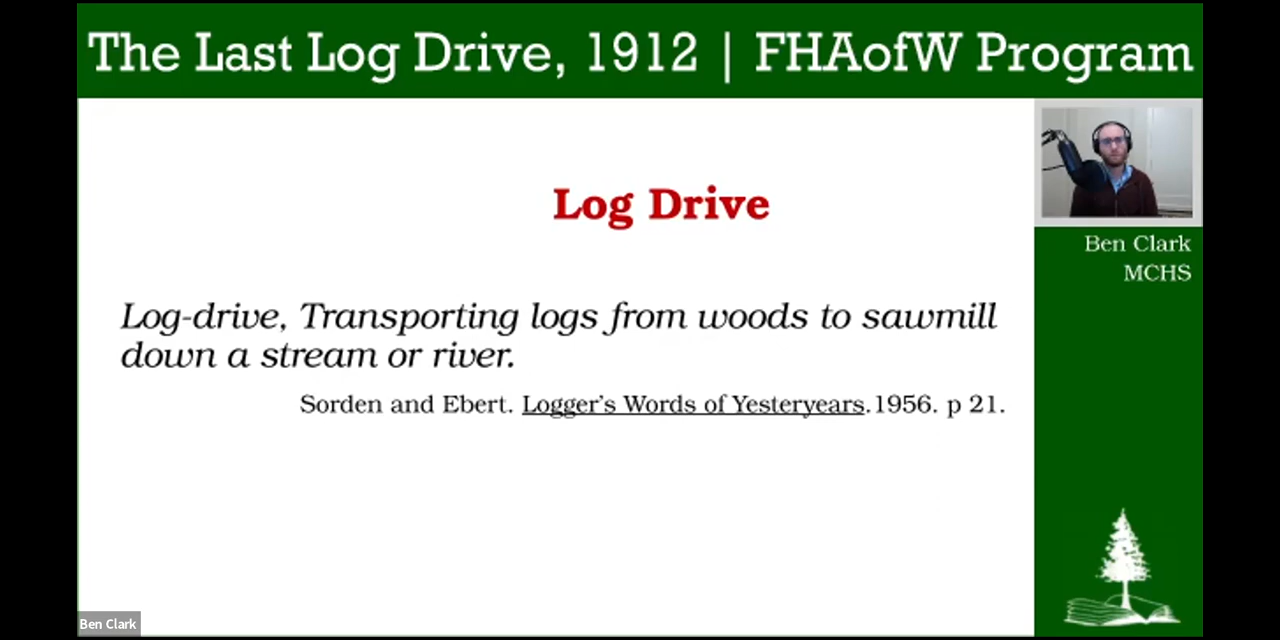 The Last Log Drive, 1912 | FHAofW Program
Log Drive
Log-drive, Transporting logs from woods to sawmill
down a stream or river.
Sorden and Ebert. Logger's Words of Yesteryears.1956. p 21.
Ben Clark
MCHS
Ben Clark